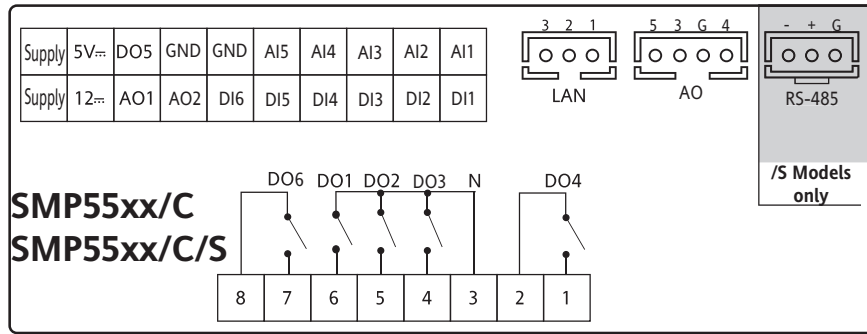 Supply 5V⎓ DO5 GND GND AI5 AI4 AI3 AI2 AI1
Supply 12⎓ AO1 AO2 DI6 DI5 DI4 DI3 DI2 DI1
3 2 1
LAN
5 3 G 4
AO
- + G
RS-485
/S Models
only
SMP55xx/C
SMP55xx/C/S
DO6 DO1 DO2 DO3 N DO4
8 7 6 5 4 3 2 1